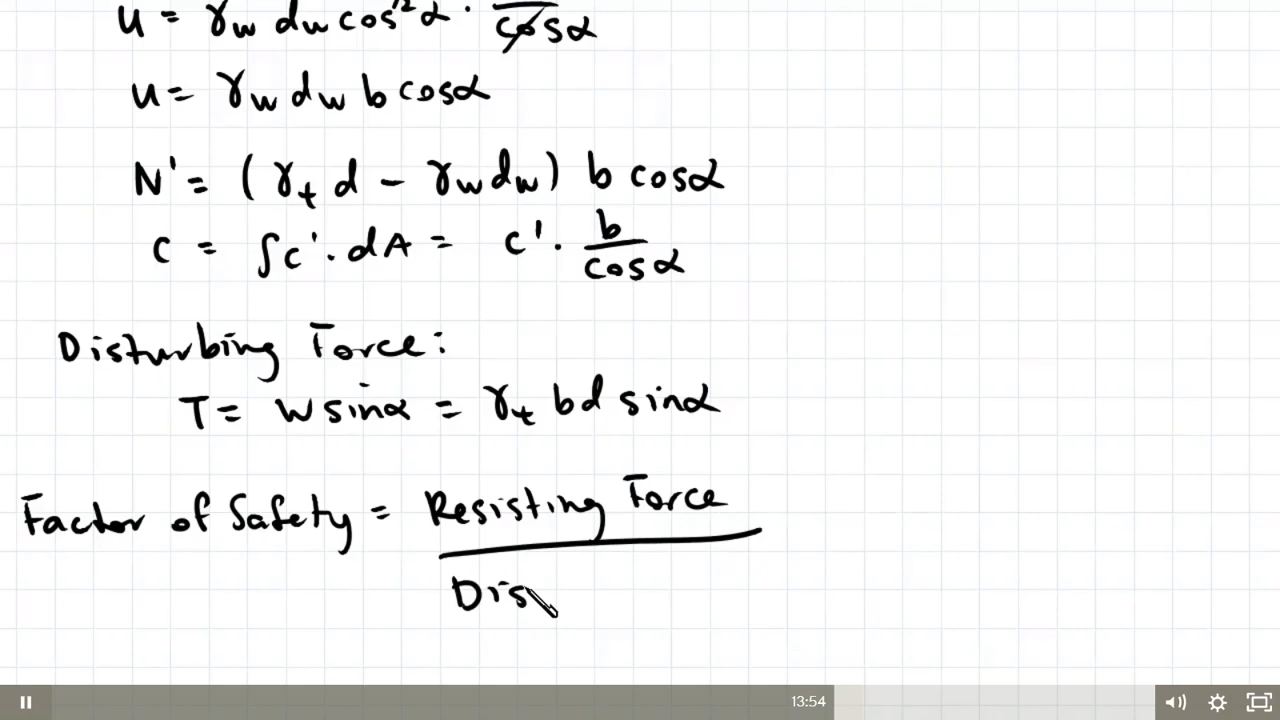 u = γw dw cos²α · cosα
u = γw dw b cosα
N' = (γt d − γw dw) b cosα
c = ∫c'. dA = c'. b/cosα
Disturbing Force:
T = W sinα = γt bd sinα
Factor of Safety = Resisting Force
Dis
13:54